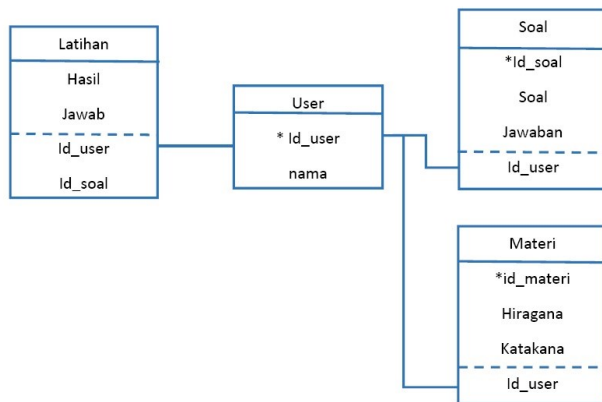 Latihan
Hasil
Jawab
Id_user
Id_soal
User
* Id_user
nama
Soal
*Id_soal
Soal
Jawaban
Id_user
Materi
*id_materi
Hiragana
Katakana
Id_user